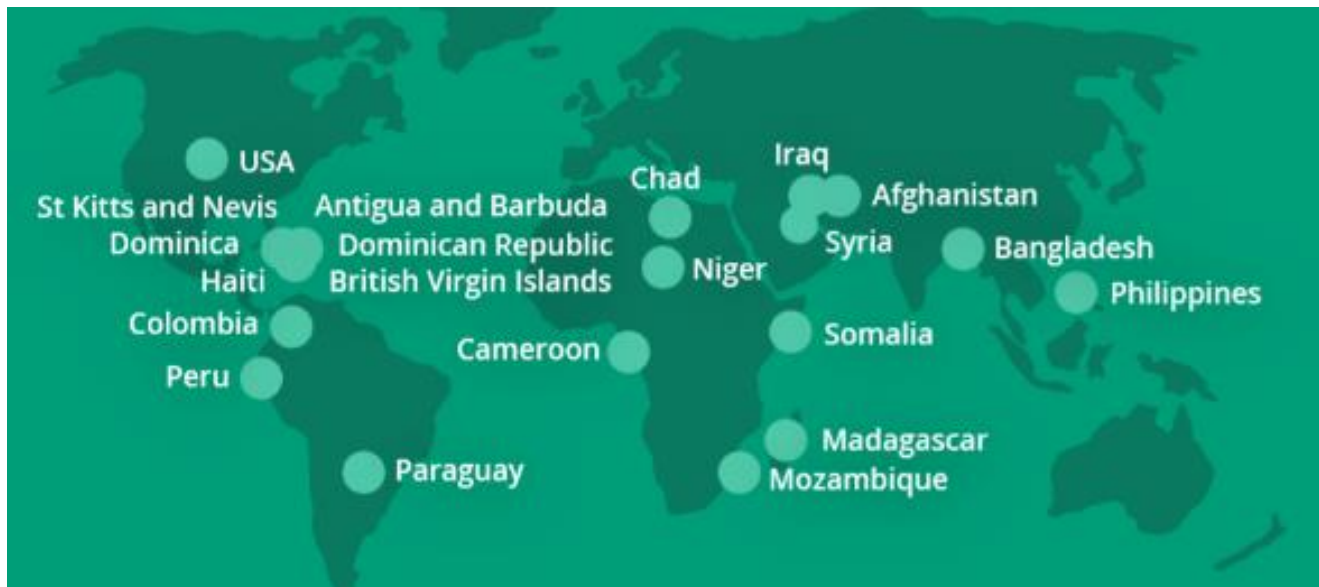 USA
Iraq
Chad
Afghanistan
St Kitts and Nevis
Antigua and Barbuda
Dominica
Dominican Republic
Syria
Bangladesh
Haiti
British Virgin Islands
Niger
Philippines
Colombia
Somalia
Cameroon
Peru
Madagascar
Paraguay
Mozambique